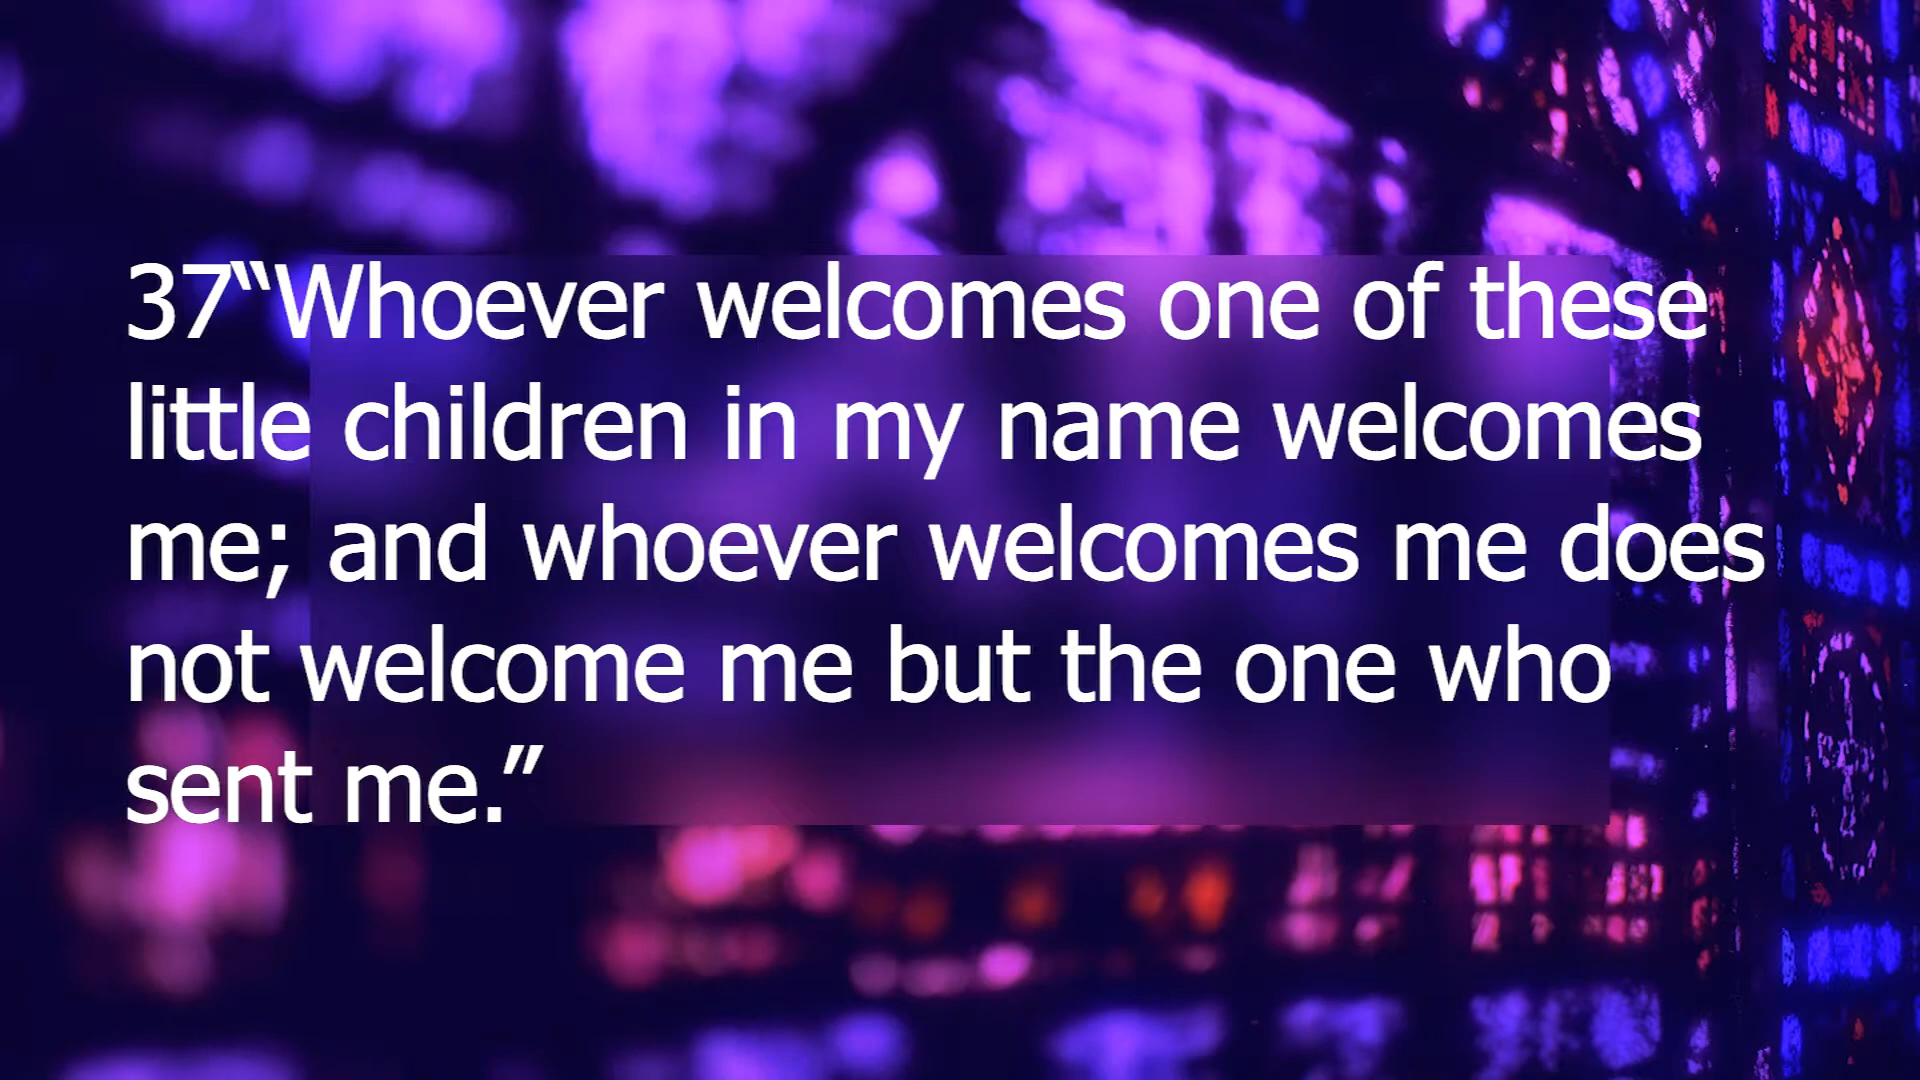 37“Whoever welcomes one of these
little children in my name welcomes
me; and whoever welcomes me does
not welcome me but the one who
sent me.”